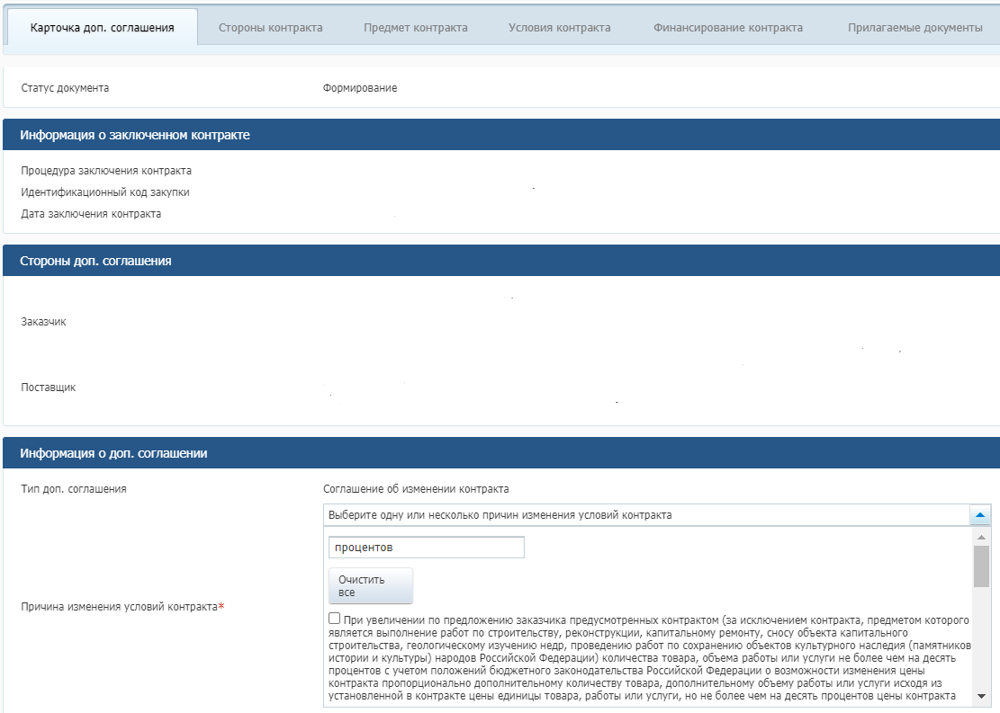 Карточка доп. соглашения Стороны контракта Предмет контракта Условия контракта Финансирование контракта Прилагаемые документы
Статус документа Формирование
Информация о заключенном контракте
Процедура заключения контракта
Идентификационный код закупки
Дата заключения контракта
Стороны доп. соглашения
Заказчик
Поставщик
Информация о доп. соглашении
Тип доп. соглашения Соглашение об изменении контракта
Выберите одну или несколько причин изменения условий контракта
процентов
Очистить
все
Причина изменения условий контракта*
При увеличении по предложению заказчика предусмотренных контрактом (за исключением контракта, предметом которого
является выполнение работ по строительству, реконструкции, капитальному ремонту, сносу объекта капитального
строительства, геологическому изучению недр, проведению работ по сохранению объектов культурного наследия (памятников
истории и культуры) народов Российской Федерации) количества товара, объема работы или услуги не более чем на десять
процентов с учетом положений бюджетного законодательства Российской Федерации о возможности изменения цены
контракта пропорционально дополнительному количеству товара, дополнительному объему работы или услуги исходя из
установленной в контракте цены единицы товара, работы или услуги, но не более чем на десять процентов цены контракта